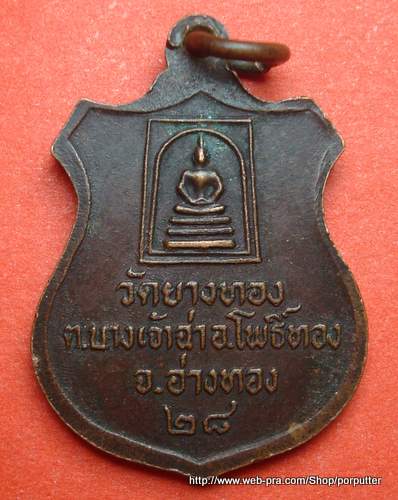 วัดยางทอง
ต.บางเจ้าฉ่า อ.โพธิ์ทอง
จ.อ่างทอง
๒๘
http://www.web-pra.com/Shop/porputter